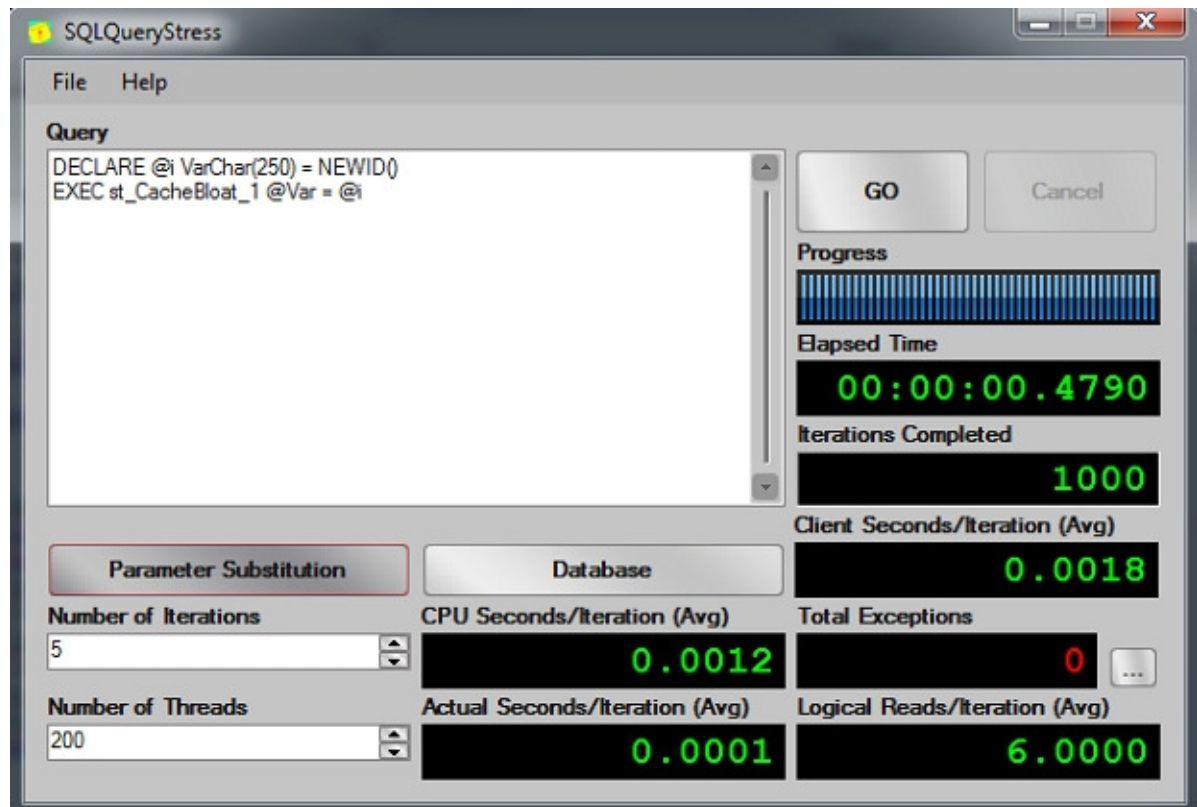 SQLQueryStress
File Help
Query
DECLARE @i VarChar(250) = NEWID()
EXEC st_CacheBloat_1 @Var = @i
GO Cancel
Progress
Elapsed Time
00:00:00.4790
Iterations Completed
1000
Client Seconds/Iteration (Avg)
0.0018
Parameter Substitution Database
Number of Iterations CPU Seconds/Iteration (Avg) Total Exceptions
5 0.0012 0 ...
Number of Threads Actual Seconds/Iteration (Avg) Logical Reads/Iteration (Avg)
200 0.0001 6.0000